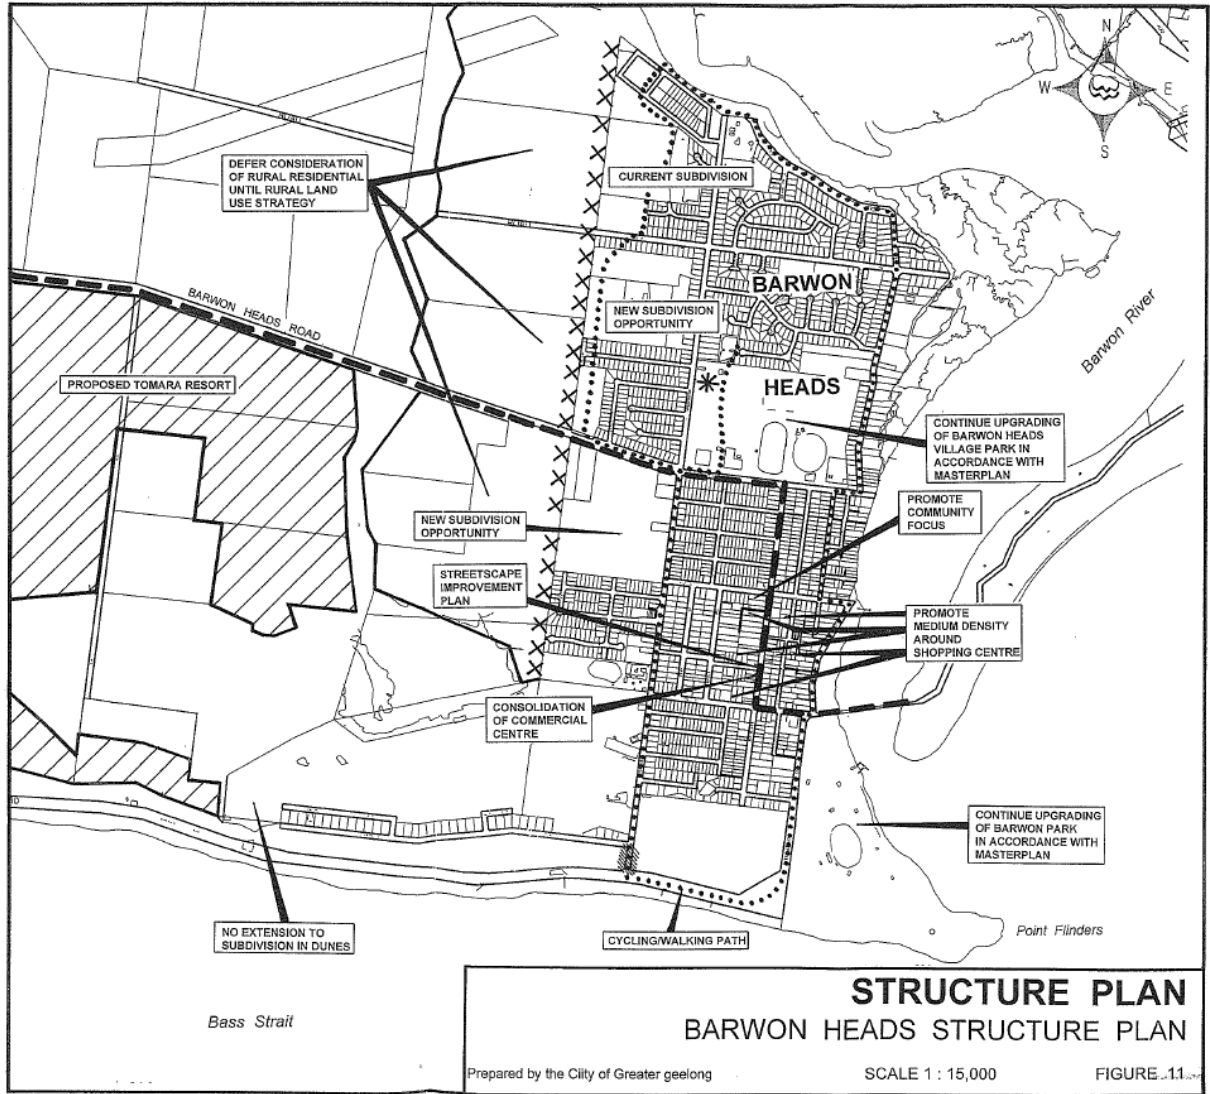 N
W
E
S
DEFER CONSIDERATION
OF RURAL RESIDENTIAL
UNTIL RURAL LAND
USE STRATEGY
CURRENT SUBDIVISION
BARWON
NEW SUBDIVISION
OPPORTUNITY
BARWON HEADS ROAD
PROPOSED TOMARA RESORT
HEADS
Barwon River
CONTINUE UPGRADING
OF BARWON HEADS
VILLAGE PARK IN
ACCORDANCE WITH
MASTERPLAN
PROMOTE
COMMUNITY
FOCUS
NEW SUBDIVISION
OPPORTUNITY
STREETSCAPE
IMPROVEMENT
PLAN
PROMOTE
MEDIUM DENSITY
AROUND
SHOPPING CENTRE
CONSOLIDATION
OF COMMERCIAL
CENTRE
CONTINUE UPGRADING
OF BARWON PARK
IN ACCORDANCE WITH
MASTERPLAN
NO EXTENSION TO
SUBDIVISION IN DUNES
CYCLING/WALKING PATH
Point Flinders
Bass Strait
STRUCTURE PLAN
BARWON HEADS STRUCTURE PLAN
Prepared by the Ciity of Greater geelong
SCALE 1 : 15,000
FIGURE 11